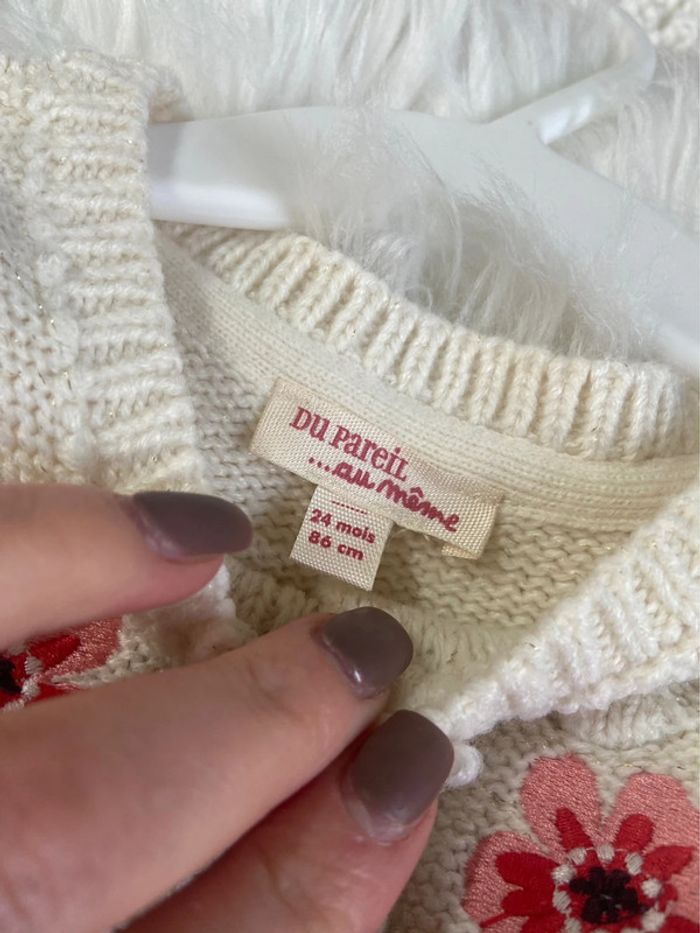 DU PAREIL
...au même
24 mois
86 cm